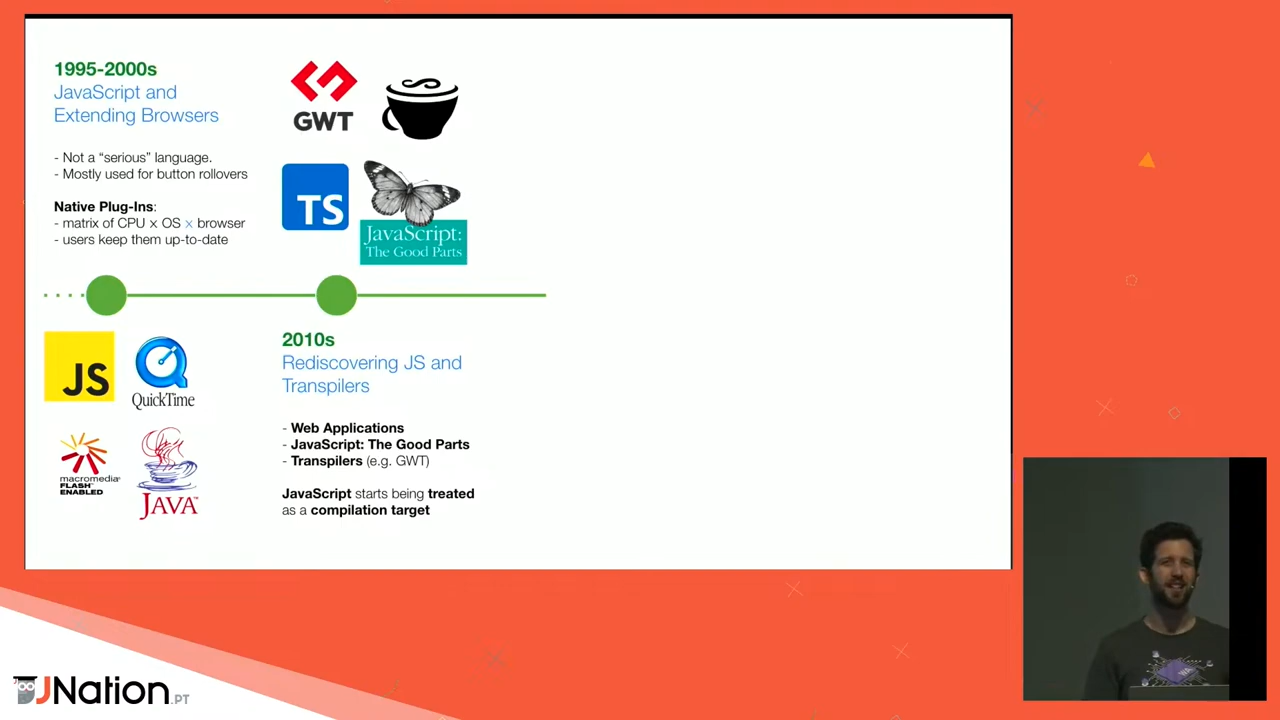 1995-2000s
JavaScript and
Extending Browsers
- Not a “serious” language.
- Mostly used for button rollovers
Native Plug-Ins:
- matrix of CPU x OS x browser
- users keep them up-to-date
GWT
TS
JavaScript:
The Good Parts
JS
QuickTime
macromedia®
FLASH™
ENABLED
JAVA™
2010s
Rediscovering JS and
Transpilers
- Web Applications
- JavaScript: The Good Parts
- Transpilers (e.g. GWT)
JavaScript starts being treated
as a compilation target
JNation.PT